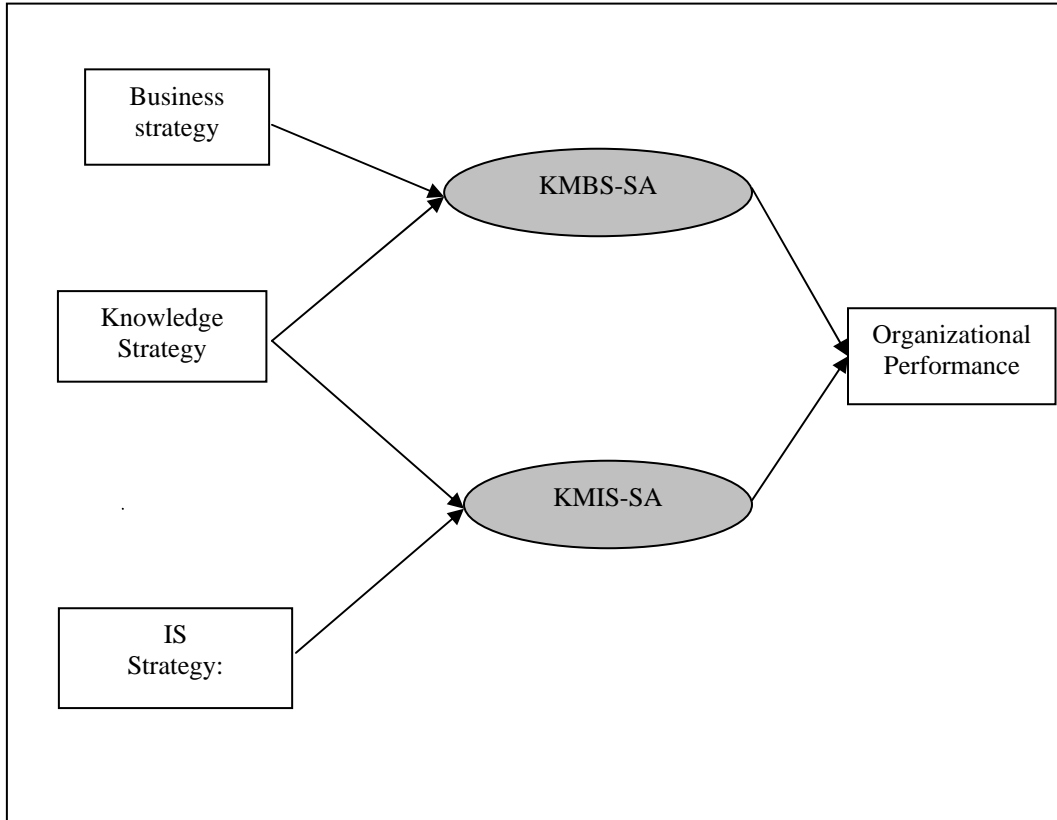 Business
strategy
KMBS-SA
Knowledge
Strategy
Organizational
Performance
KMIS-SA
IS
Strategy: